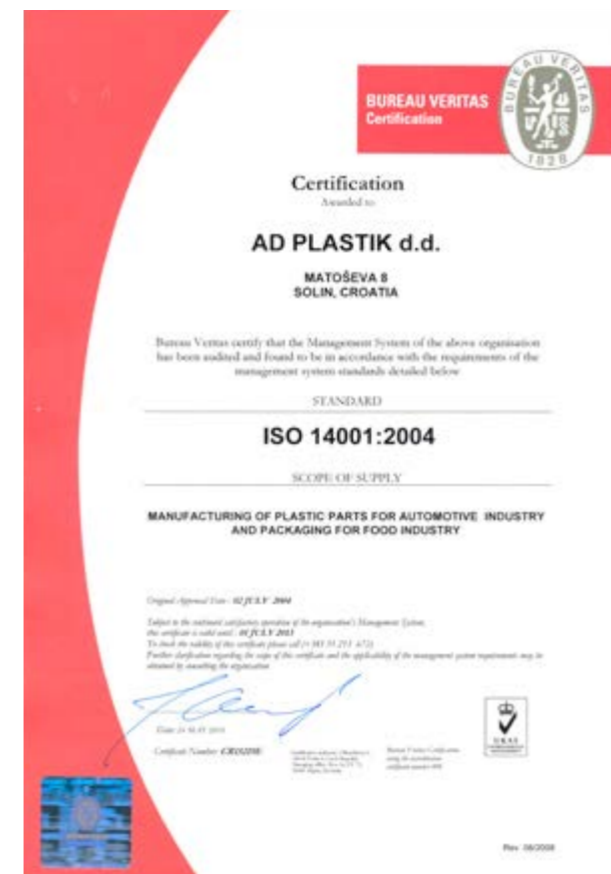 BUREAU VERITAS
Certification
BUREAU VERITAS
1828
Certification
Awarded to
AD PLASTIK d.d.
MATOŠEVA 8
SOLIN, CROATIA
Bureau Veritas certify that the Management System of the above organisation
has been audited and found to be in accordance with the requirements of the
management system standards detailed below
STANDARD
ISO 14001:2004
SCOPE OF SUPPLY
MANUFACTURING OF PLASTIC PARTS FOR AUTOMOTIVE INDUSTRY
AND PACKAGING FOR FOOD INDUSTRY
Original Approval Date: 02 JULY 2004
Subject to the continued satisfactory operation of the organisation's Management System,
this certificate is valid until: JULY 2013
To check the validity of this certificate please call
Further clarification regarding the scope of this certificate and the applicability of the management system requirements may be
obtained by consulting the organisation
Date:
Certificate Number:
UKAS
Rev. 08/2008